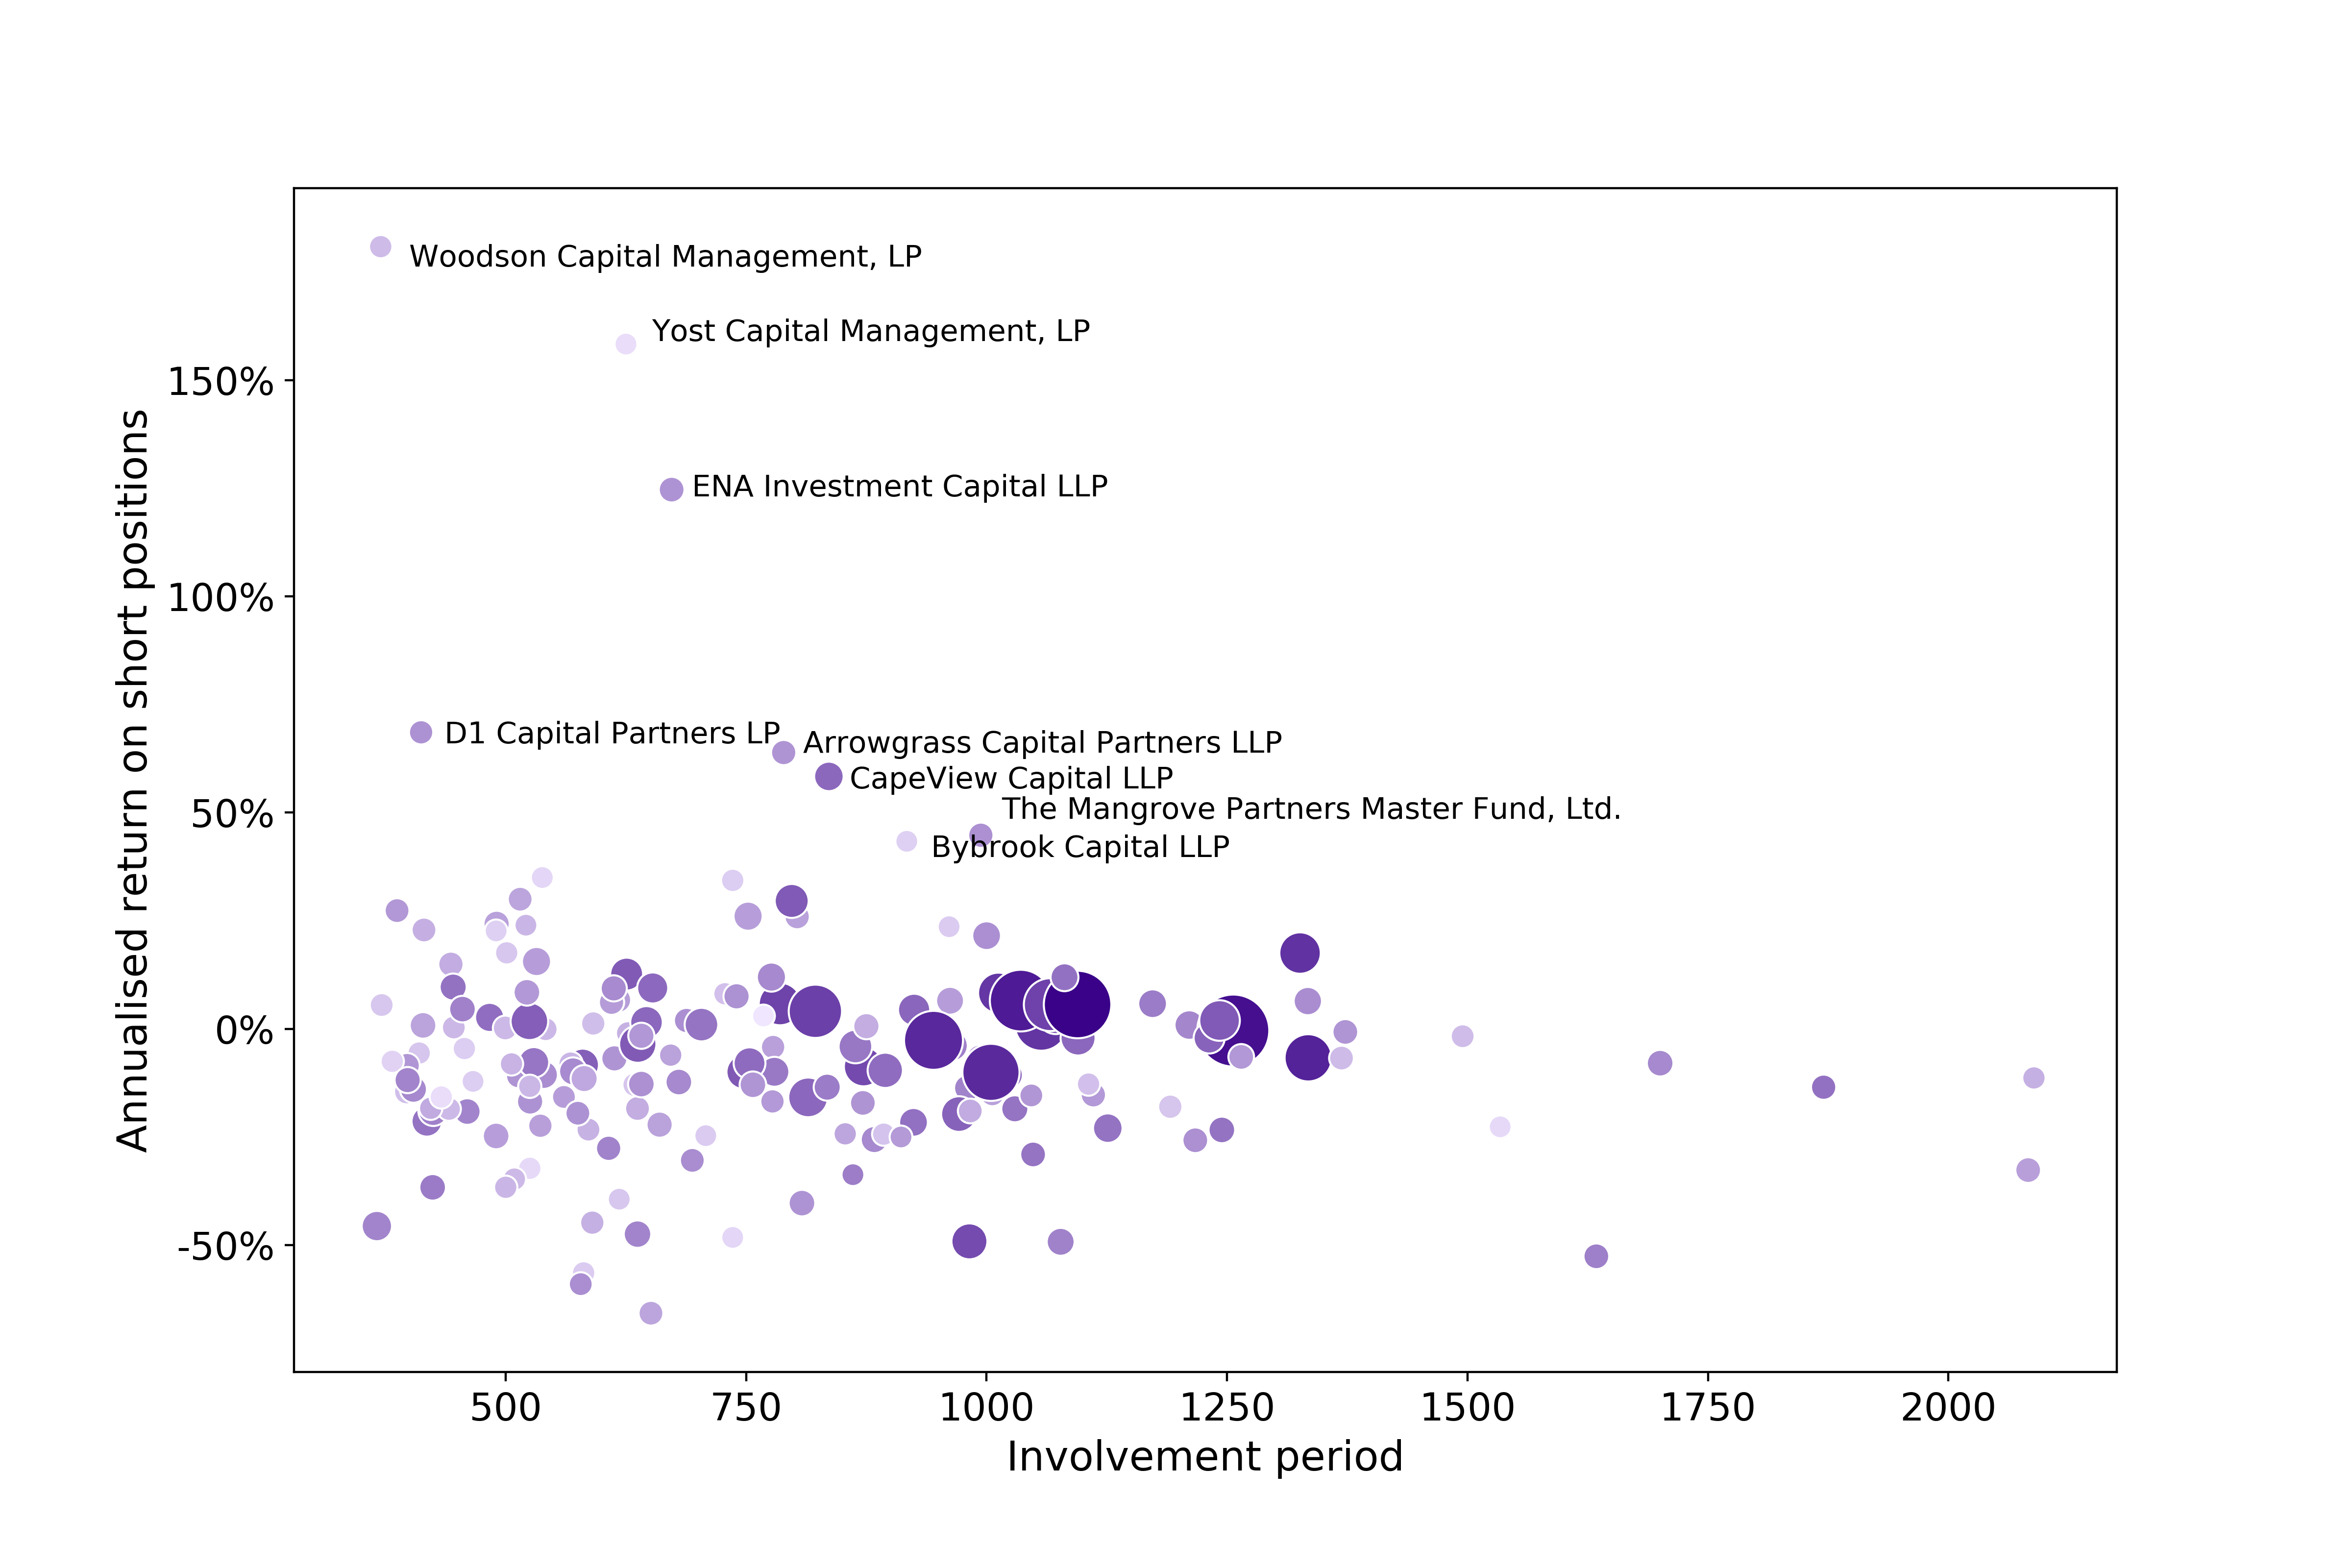 Woodson Capital Management, LP
Yost Capital Management, LP
150%
ENA Investment Capital LLP
100%
D1 Capital Partners LP
Arrowgrass Capital Partners LLP
CapeView Capital LLP
The Mangrove Partners Master Fund, Ltd.
50%
Bybrook Capital LLP
0%
-50%
Annualised return on short positions
500 750 1000 1250 1500 1750 2000
Involvement period